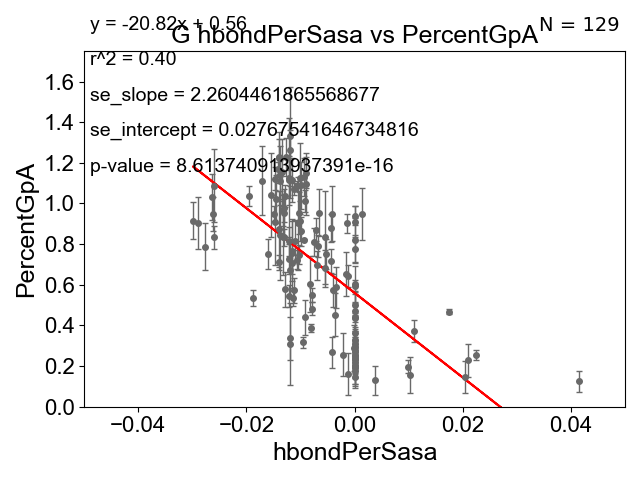 y = -20.82x + 0.56
N = 129
G hbondPerSasa vs PercentGpA
r^2 = 0.40
se_slope = 2.2604461865568677
se_intercept = 0.02767541646734816
p-value = 8.613740913937391e-16
PercentGpA
1.6
1.4
1.2
1.0
0.8
0.6
0.4
0.2
0.0
−0.04 −0.02 0.00 0.02 0.04
hbondPerSasa